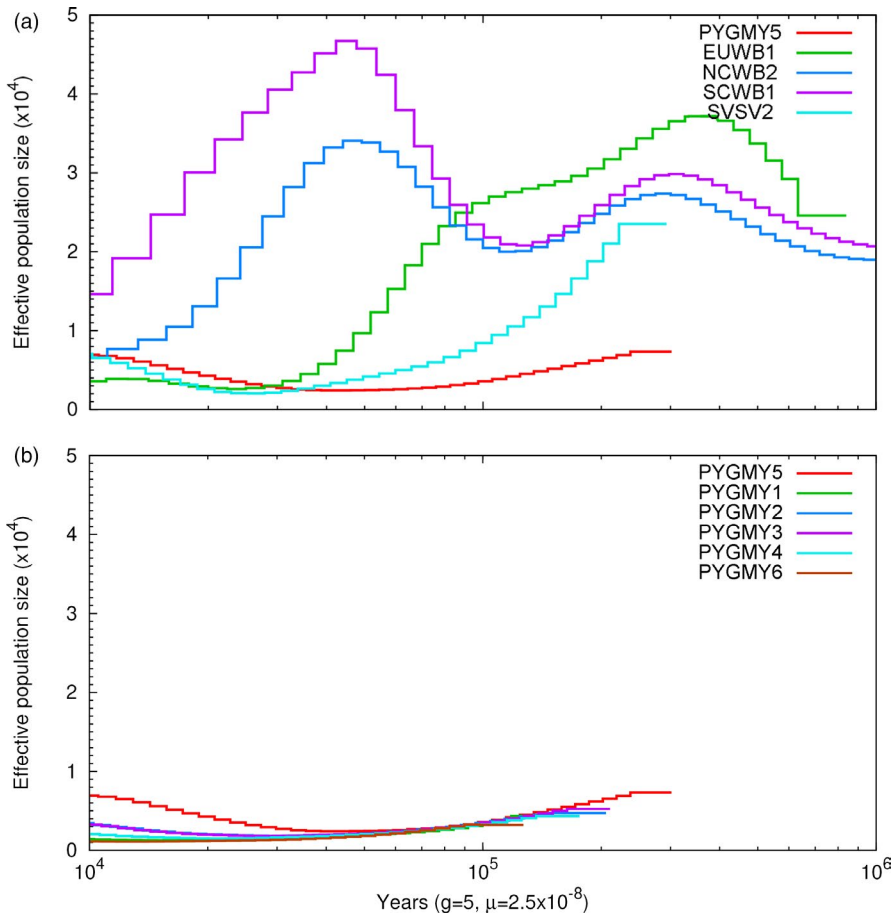 (a)
5
4
3
2
1
0
Effective population size (x10⁴)
PYGMY5
EUWB1
NCWB2
SCWB1
SVSV2
(b)
5
4
3
2
1
0
Effective population size (x10⁴)
PYGMY5
PYGMY1
PYGMY2
PYGMY3
PYGMY4
PYGMY6
10⁴ 10⁵ 10⁶
Years (g=5, μ=2.5x10⁻⁸)